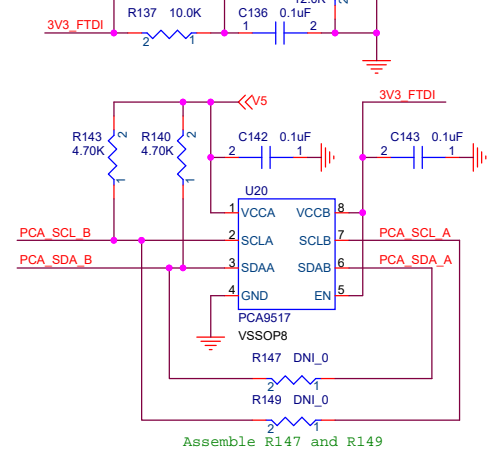 12.0K
R137 10.0K
C136 0.1uF
3V3_FTDI
2
1
1
2
2
V5
3V3_FTDI
R143
4.70K
2
1
R140
4.70K
2
1
C142 0.1uF
2
1
C143 0.1uF
2
1
U20
1
VCCA
VCCB
8
PCA_SCL_B
2
SCLA
SCLB
7
PCA_SCL_A
PCA_SDA_B
3
SDAA
SDAB
6
PCA_SDA_A
4
GND
EN
5
PCA9517
VSSOP8
R147 DNI_0
2
1
R149 DNI_0
2
1
Assemble R147 and R149